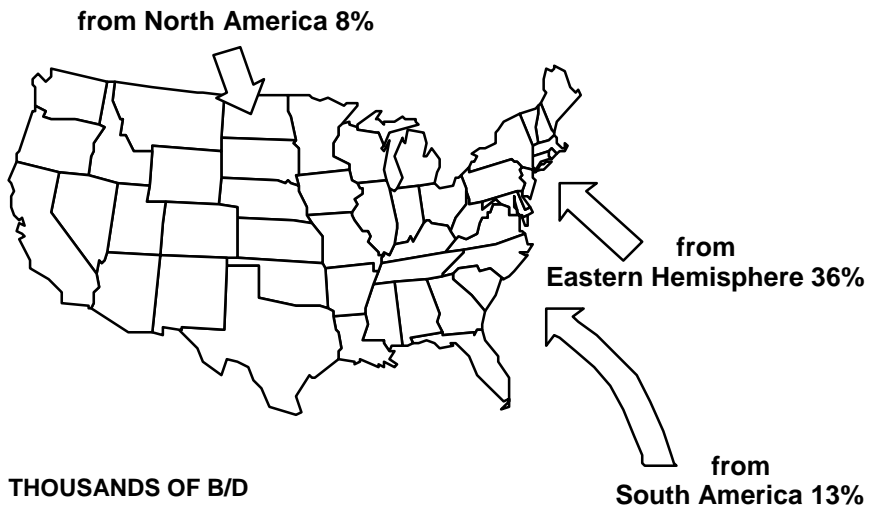 from North America 8%
from
Eastern Hemisphere 36%
from
South America 13%
THOUSANDS OF B/D